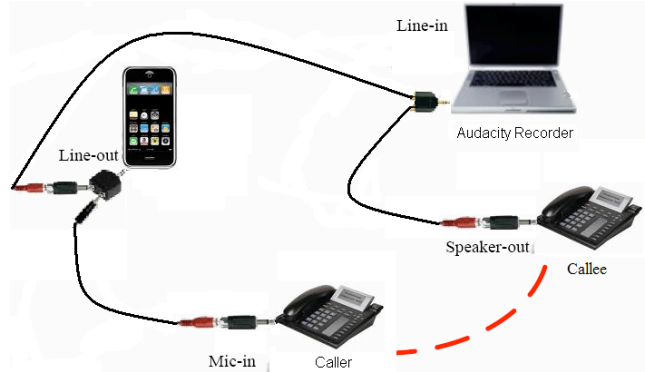 Line-in
Audacity Recorder
Line-out
Speaker-out
Callee
Mic-in
Caller